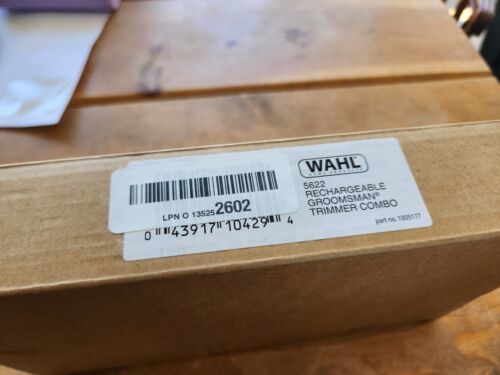 WAHL
5622
RECHARGEABLE
GROOMSMAN®
TRIMMER COMBO
part no. 1005177
LPN O 135252602
0 43917 10429 4